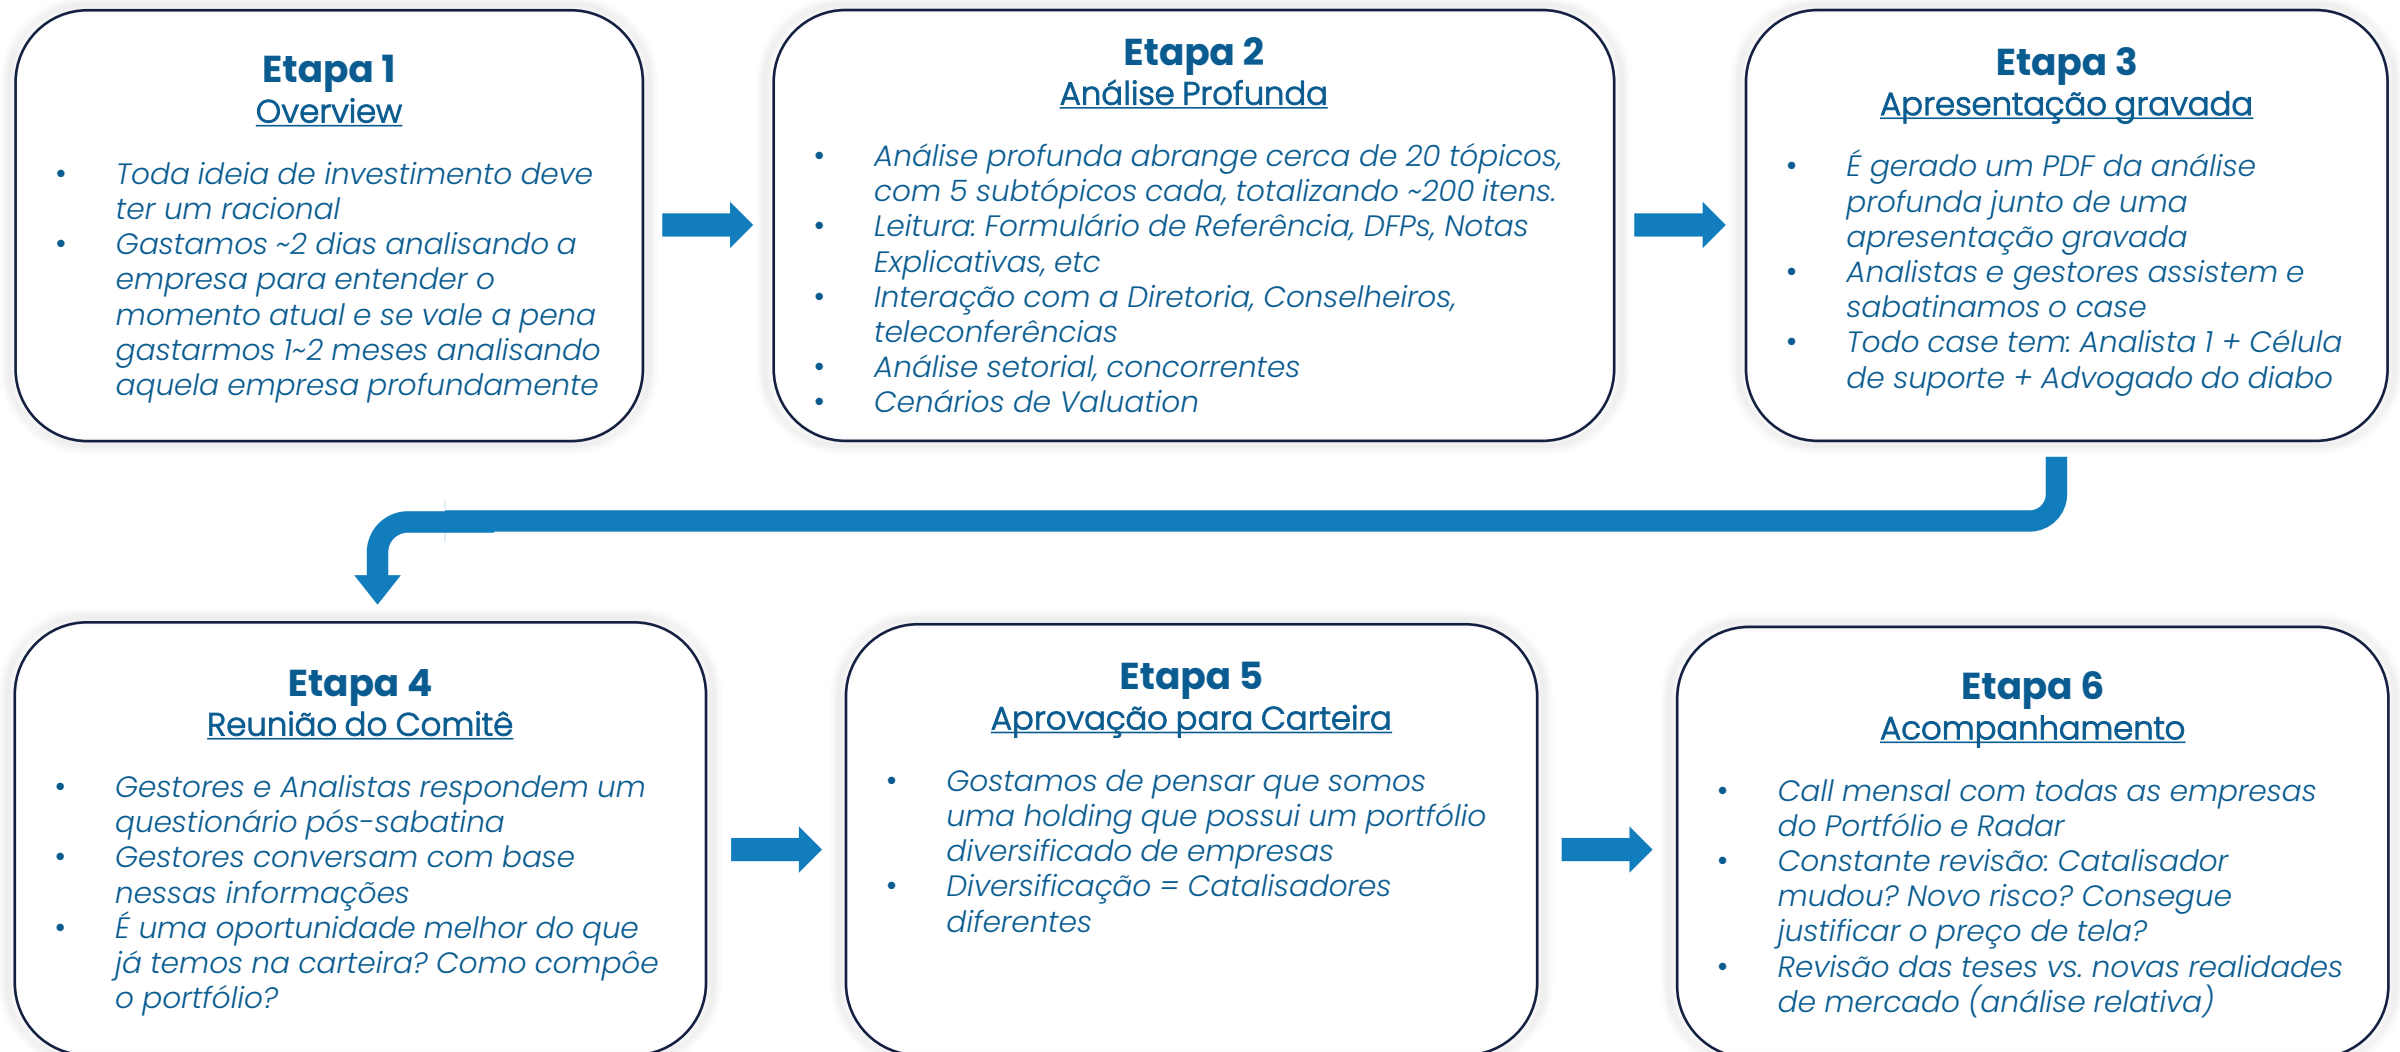 Etapa 1
Overview
• Toda ideia de investimento deve
ter um racional
• Gastamos ~2 dias analisando a
empresa para entender o
momento atual e se vale a pena
gastarmos 1~2 meses analisando
aquela empresa profundamente
Etapa 2
Análise Profunda
• Análise profunda abrange cerca de 20 tópicos,
com 5 subtópicos cada, totalizando ~200 itens.
• Leitura: Formulário de Referência, DFPs, Notas
Explicativas, etc
• Interação com a Diretoria, Conselheiros,
teleconferências
• Análise setorial, concorrentes
• Cenários de Valuation
Etapa 3
Apresentação gravada
• É gerado um PDF da análise
profunda junto de uma
apresentação gravada
• Analistas e gestores assistem e
sabatinamos o case
• Todo case tem: Analista 1 + Célula
de suporte + Advogado do diabo
Etapa 4
Reunião do Comitê
• Gestores e Analistas respondem um
questionário pós-sabatina
• Gestores conversam com base
nessas informações
• É uma oportunidade melhor do que
já temos na carteira? Como compôe
o portfólio?
Etapa 5
Aprovação para Carteira
• Gostamos de pensar que somos
uma holding que possui um portfólio
diversificado de empresas
• Diversificação = Catalisadores
diferentes
Etapa 6
Acompanhamento
• Call mensal com todas as empresas
do Portfólio e Radar
• Constante revisão: Catalisador
mudou? Novo risco? Consegue
justificar o preço de tela?
• Revisão das teses vs. novas realidades
de mercado (análise relativa)